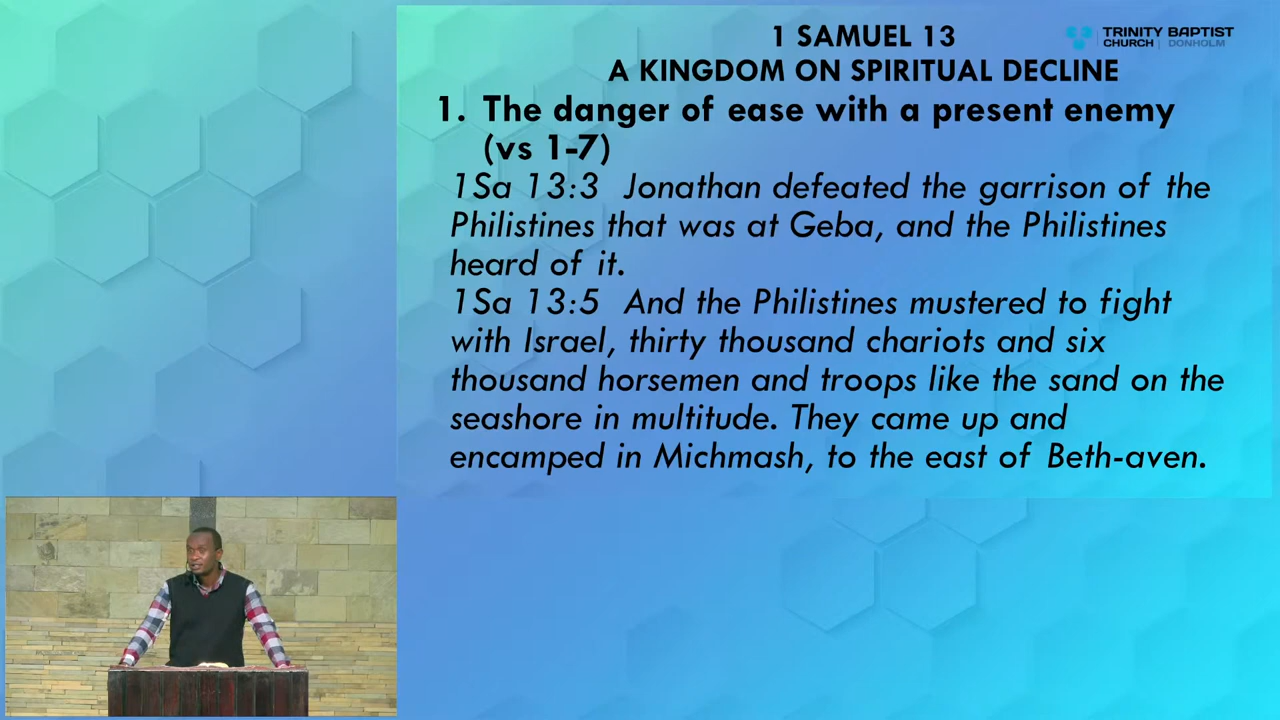 1 SAMUEL 13
TRINITY BAPTIST
CHURCH | DONHOLM
A KINGDOM ON SPIRITUAL DECLINE
1. The danger of ease with a present enemy
(vs 1-7)
1Sa 13:3 Jonathan defeated the garrison of the
Philistines that was at Geba, and the Philistines
heard of it.
1Sa 13:5 And the Philistines mustered to fight
with Israel, thirty thousand chariots and six
thousand horsemen and troops like the sand on the
seashore in multitude. They came up and
encamped in Michmash, to the east of Beth-aven.